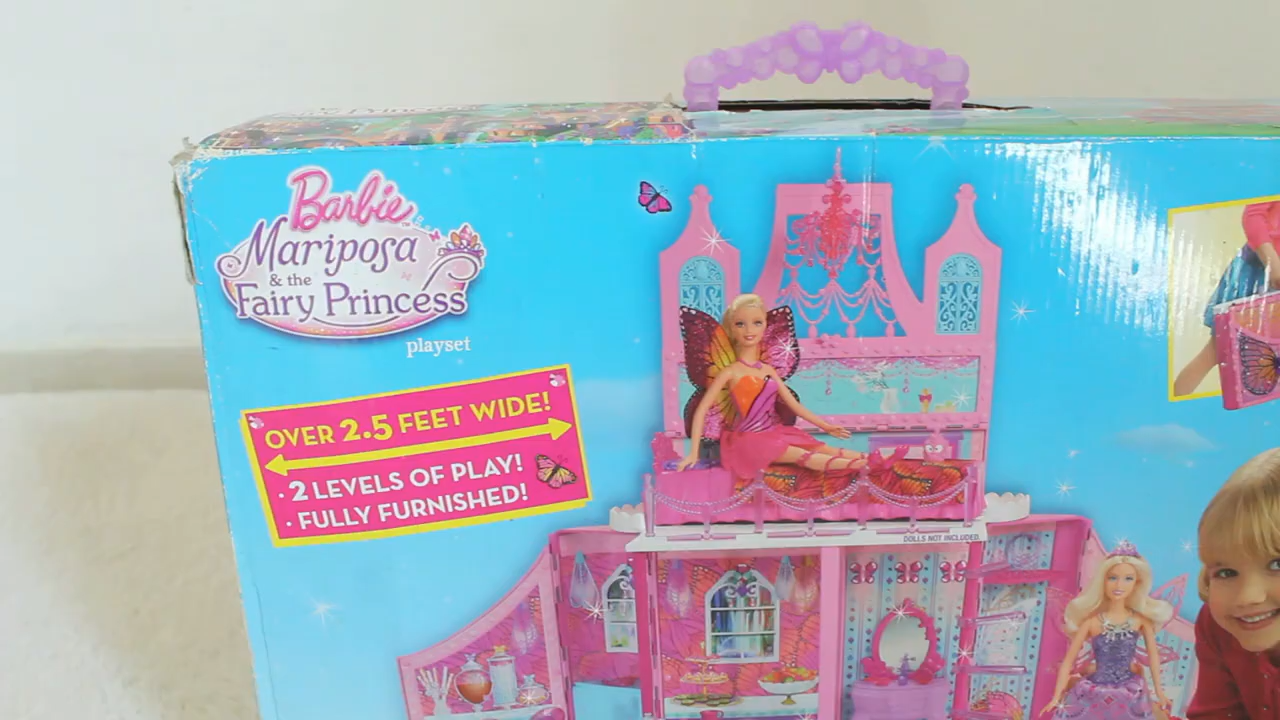 Barbie™
Mariposa
& the
Fairy Princess
playset
OVER 2.5 FEET WIDE!
· 2 LEVELS OF PLAY!
· FULLY FURNISHED!
DOLLS NOT INCLUDED.